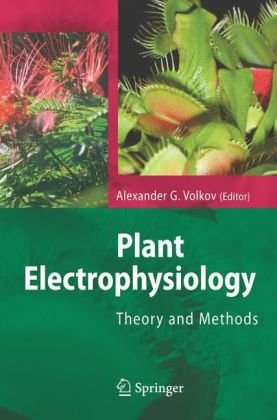 Alexander G. Volkov (Editor)
Plant
Electrophysiology
Theory and Methods
Springer